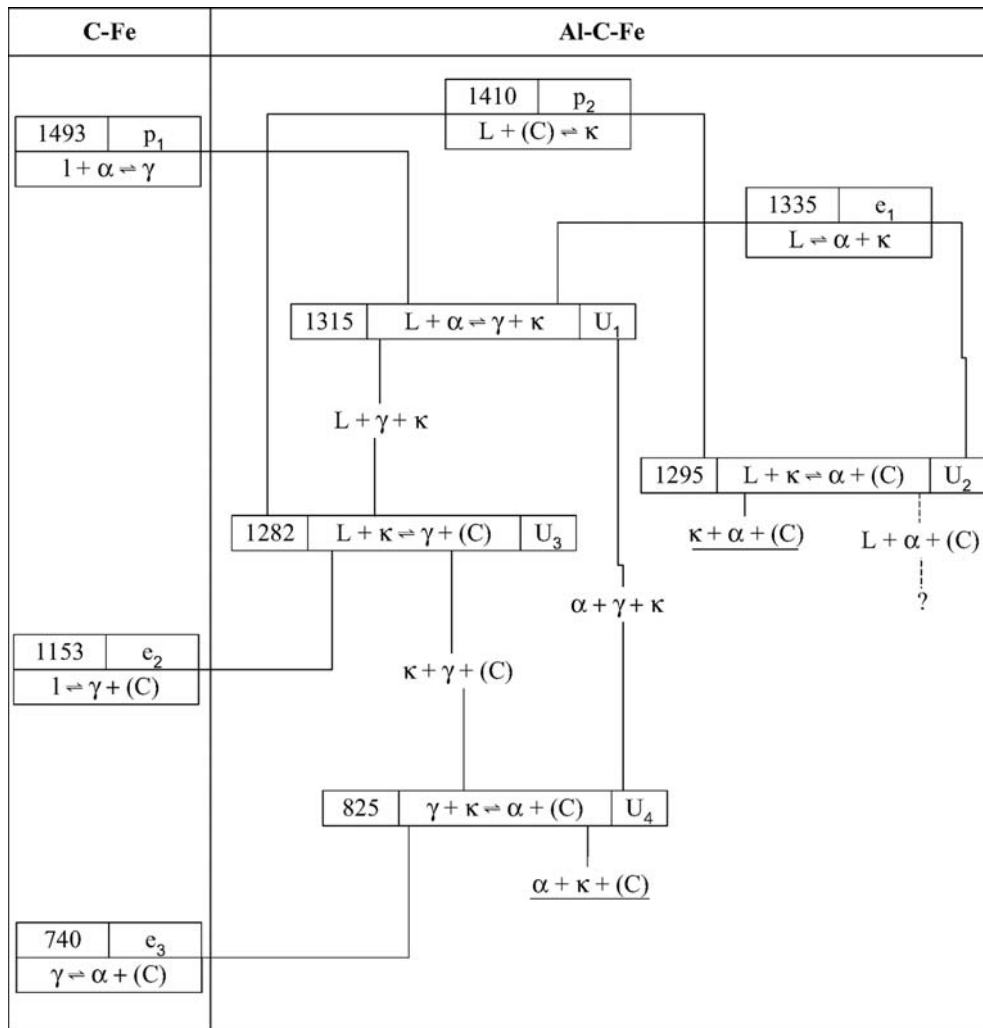 C-Fe
Al-C-Fe
1410 p₂
L + (C) ⇌ κ
1493 p₁
l + α ⇌ γ
1335 e₁
L ⇌ α + κ
1315 L + α ⇌ γ + κ U₁
L + γ + κ
1295 L + κ ⇌ α + (C) U₂
1282 L + κ ⇌ γ + (C) U₃
κ + α + (C)
L + α + (C)
?
α + γ + κ
1153 e₂
l ⇌ γ + (C)
κ + γ + (C)
825 γ + κ ⇌ α + (C) U₄
α + κ + (C)
740 e₃
γ ⇌ α + (C)